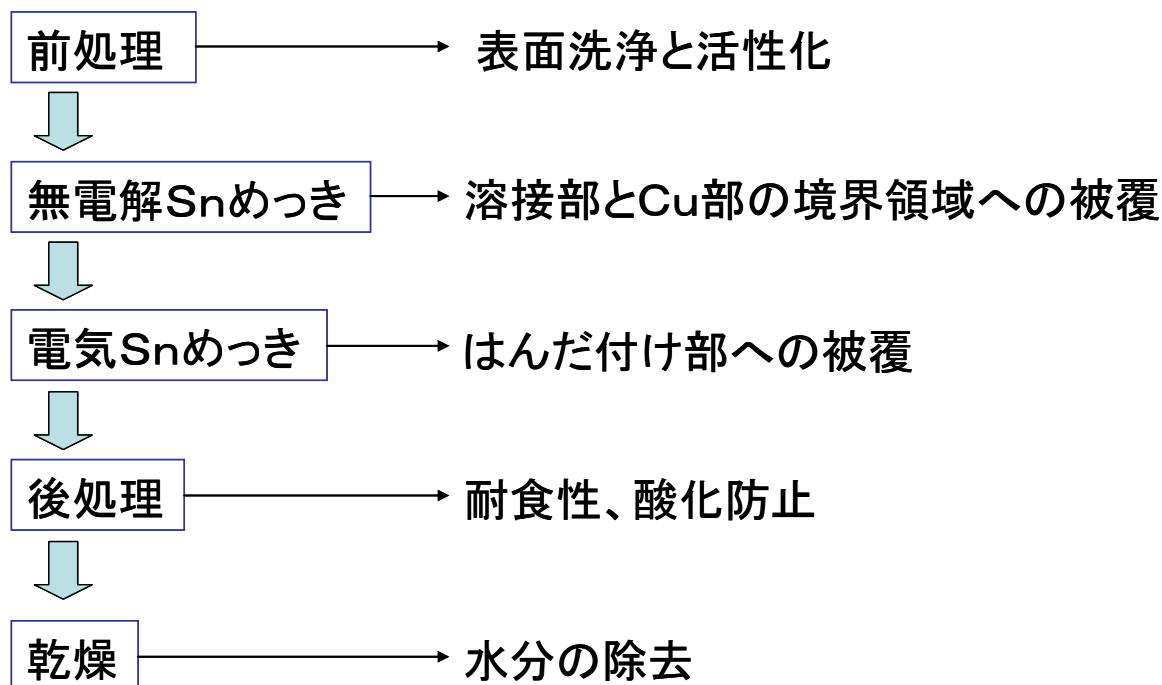 前処理
表面洗浄と活性化
無電解Snめっき
溶接部とCu部の境界領域への被覆
電気Snめっき
はんだ付け部への被覆
後処理
耐食性、酸化防止
乾燥
水分の除去